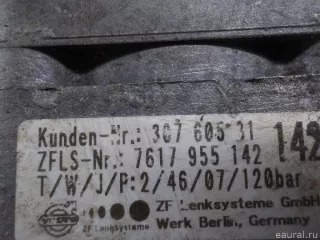 Kunden-Nr.: 307 605 31
ZFLS-Nr.: 7617 955 142
142
T/W/J/P: 2/46/07/120bar
ZF Lenksysteme GmbH
ZF Lenksysteme
Werk Berlin, Germany
© eaural.ru